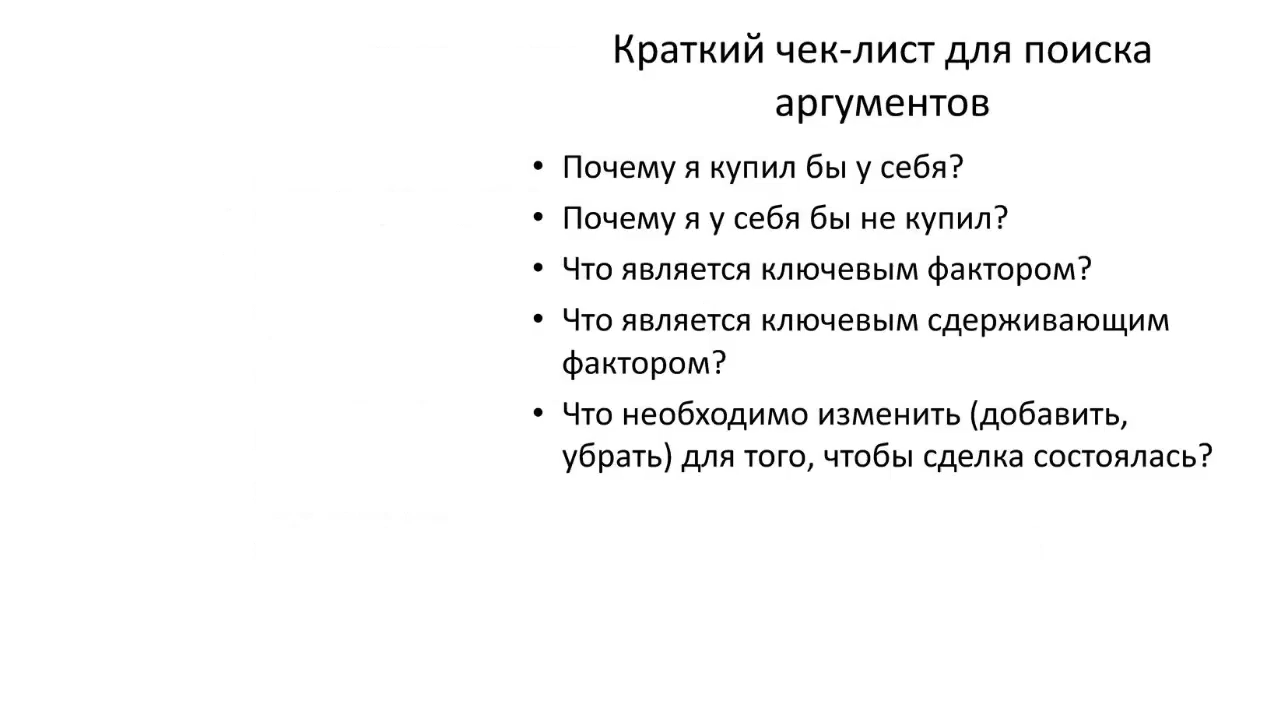 Краткий чек-лист для поиска
аргументов
• Почему я купил бы у себя?
• Почему я у себя бы не купил?
• Что является ключевым фактором?
• Что является ключевым сдерживающим
фактором?
• Что необходимо изменить (добавить,
убрать) для того, чтобы сделка состоялась?